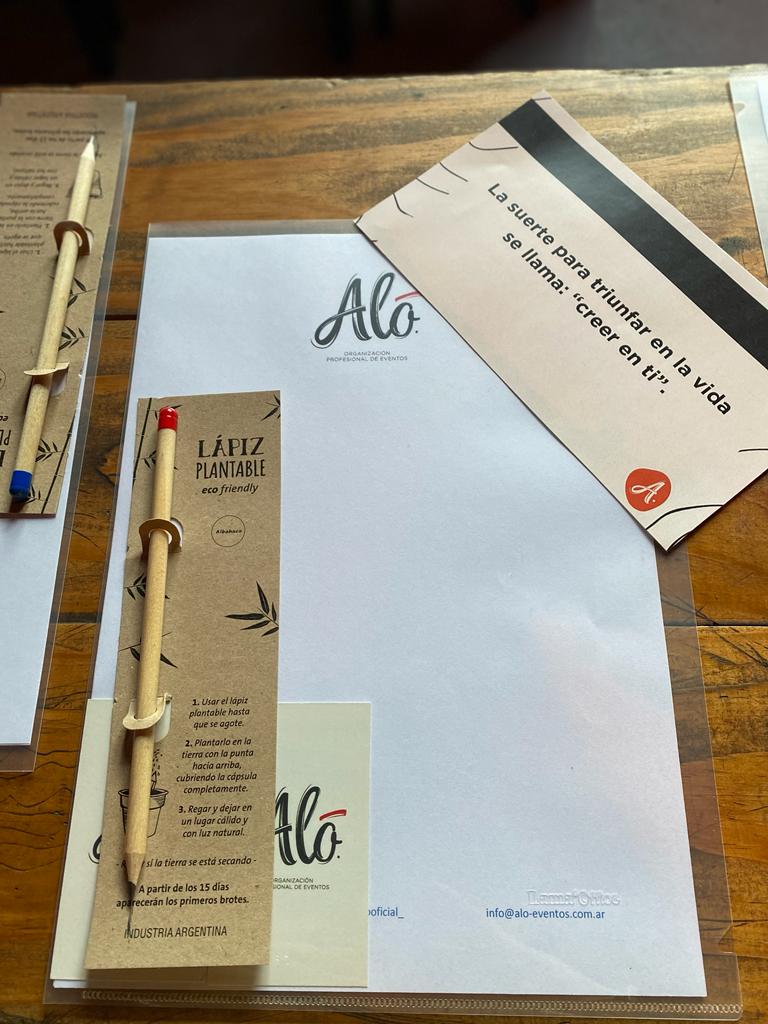 Aló.
ORGANIZACIÓN
PROFESIONAL DE EVENTOS
La suerte para triunfar en la vida
se llama: “creer en ti”.
A.
LÁPIZ
PLANTABLE
eco friendly
Albahaca
1. Usar el lápiz
plantable hasta
que se agote.
2. Plantarlo en la
tierra con la punta
hacia arriba,
cubriendo la cápsula
completamente.
3. Regar y dejar en
un lugar cálido y
con luz natural.
si la tierra se está secando -
A partir de los 15 días
aparecerán los primeros brotes.
INDUSTRIA ARGENTINA
Aló.
ORGANIZACIÓN
PROFESIONAL DE EVENTOS
oficial_
info@alo-eventos.com.ar
INDUSTRIA ARGENTINA